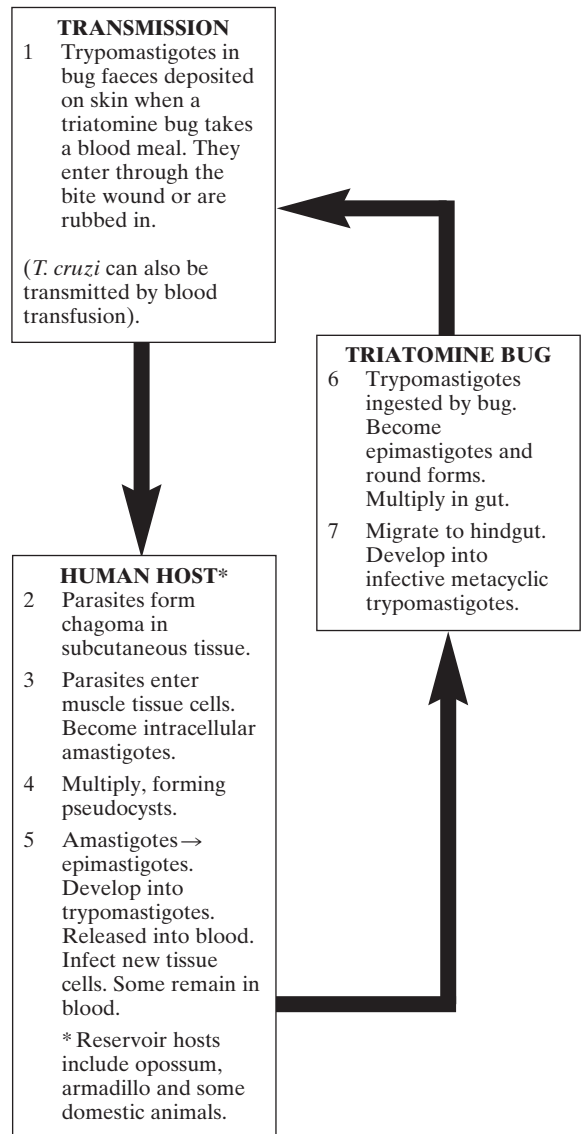 TRANSMISSION
1 Trypomastigotes in
bug faeces deposited
on skin when a
triatomine bug takes
a blood meal. They
enter through the
bite wound or are
rubbed in.
(T. cruzi can also be
transmitted by blood
transfusion).
HUMAN HOST*
2 Parasites form
chagoma in
subcutaneous tissue.
3 Parasites enter
muscle tissue cells.
Become intracellular
amastigotes.
4 Multiply, forming
pseudocysts.
5 Amastigotes→
epimastigotes.
Develop into
trypomastigotes.
Released into blood.
Infect new tissue
cells. Some remain in
blood.
* Reservoir hosts
include opossum,
armadillo and some
domestic animals.
TRIATOMINE BUG
6 Trypomastigotes
ingested by bug.
Become
epimastigotes and
round forms.
Multiply in gut.
7 Migrate to hindgut.
Develop into
infective metacyclic
trypomastigotes.